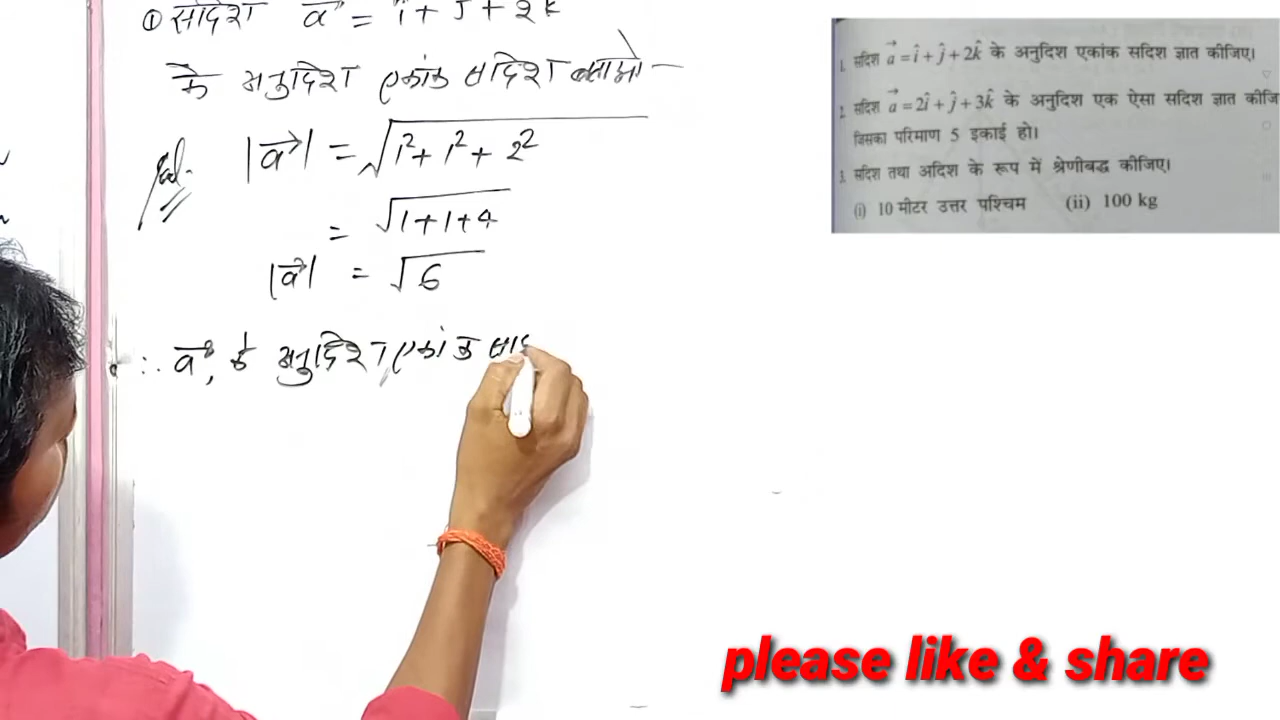 ① सदिश a⃗ = i + j + 2k
के अनुदिश एकांक सदिश बताओ —
Sol. |a⃗| = √1² + 1² + 2²
= √1+1+4
|a⃗| = √6
∴ a⃗, के अनुदिश एकांक
1. सदिश a⃗ = î + ĵ + 2k̂ के अनुदिश एकांक सदिश ज्ञात कीजिए।
2. सदिश a⃗ = 2î + ĵ + 3k̂ के अनुदिश एक ऐसा सदिश ज्ञात कीजि
जिसका परिमाण 5 इकाई हो।
3. सदिश तथा अदिश के रूप में श्रेणीबद्ध कीजिए।
(i) 10 मीटर उत्तर पश्चिम (ii) 100 kg
please like & share